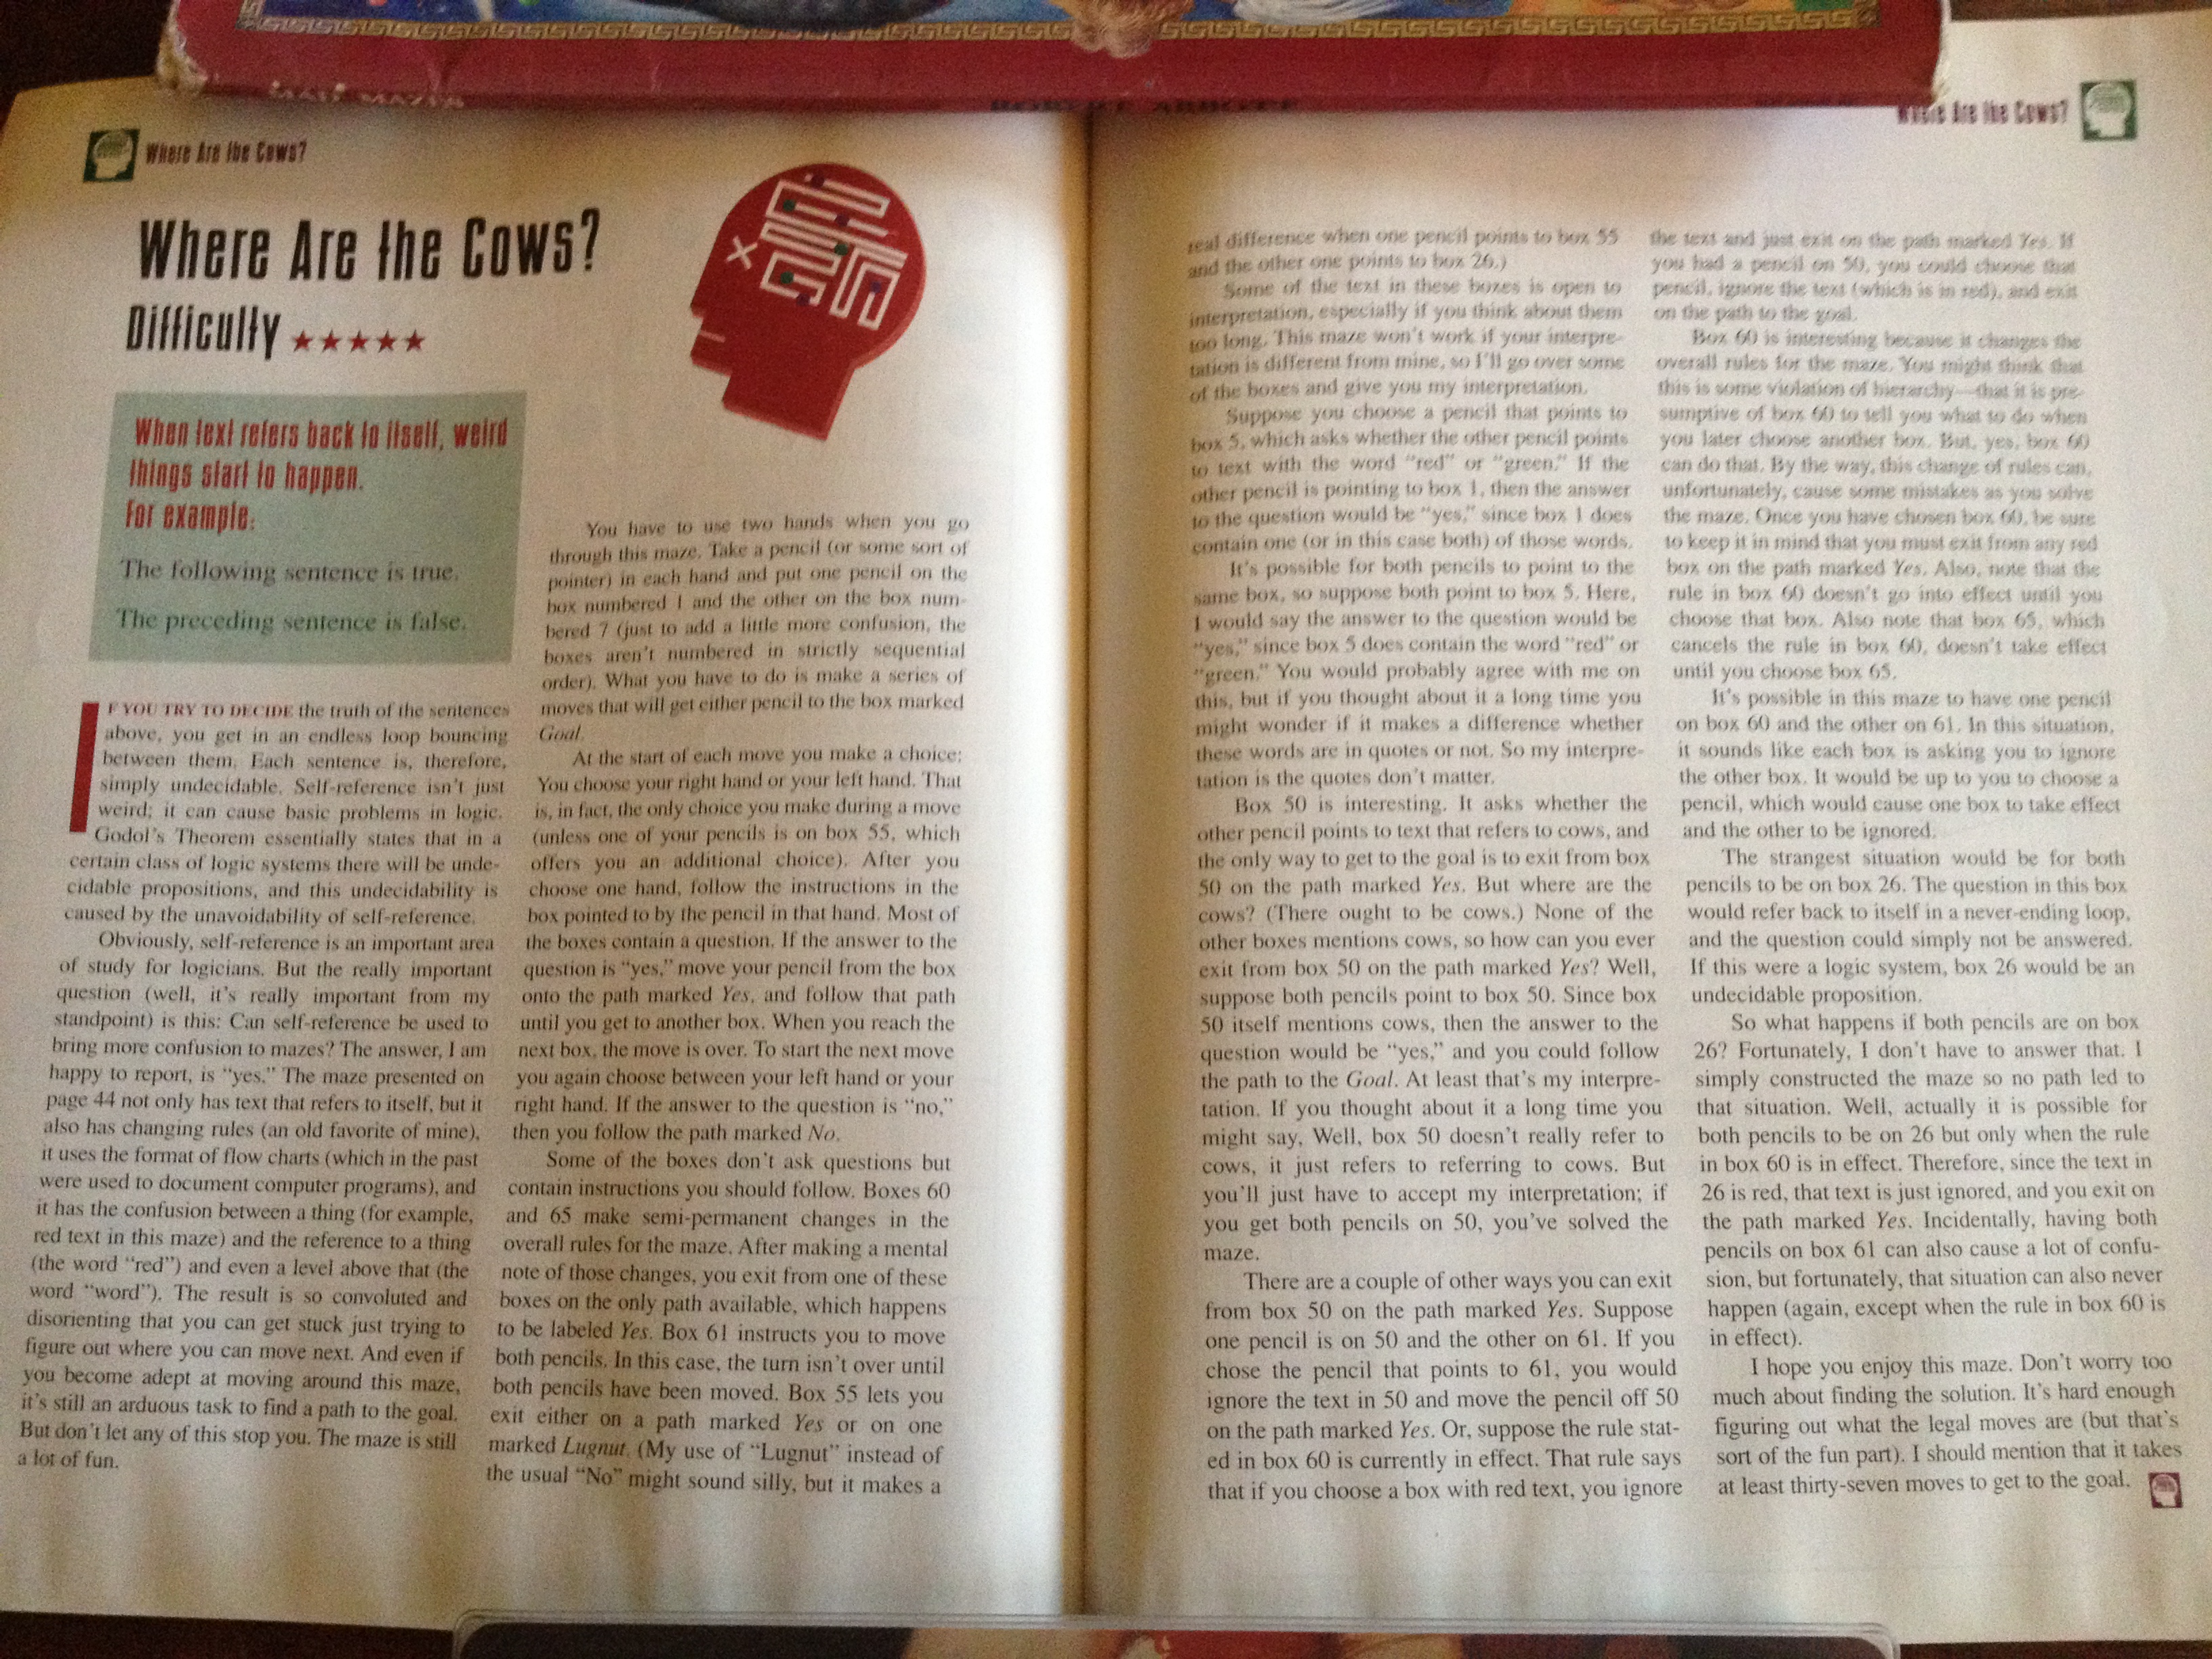 Where Are the Cows?
Where Are the Cows?
Difficulty ★★★★★
When text refers back to itself, weird
things start to happen.
For example:
The following sentence is true.
The preceding sentence is false.
IF YOU TRY TO DECIDE the truth of the sentences
above, you get in an endless loop bouncing
between them. Each sentence is, therefore,
simply undecidable. Self-reference isn't just
weird; it can cause basic problems in logic.
Godol's Theorem essentially states that in a
certain class of logic systems there will be unde-
cidable propositions, and this undecidability is
caused by the unavoidability of self-reference.
Obviously, self-reference is an important area
of study for logicians. But the really important
question (well, it's really important from my
standpoint) is this: Can self-reference be used to
bring more confusion to mazes? The answer, I am
happy to report, is "yes." The maze presented on
page 44 not only has text that refers to itself, but it
also has changing rules (an old favorite of mine),
it uses the format of flow charts (which in the past
were used to document computer programs), and
it has the confusion between a thing (for example,
red text in this maze) and the reference to a thing
(the word "red") and even a level above that (the
word "word"). The result is so convoluted and
disorienting that you can get stuck just trying to
figure out where you can move next. And even if
you become adept at moving around this maze,
it's still an arduous task to find a path to the goal.
But don't let any of this stop you. The maze is still
a lot of fun.
You have to use two hands when you go
through this maze. Take a pencil (or some sort of
pointer) in each hand and put one pencil on the
box numbered 1 and the other on the box num-
bered 7 (just to add a little more confusion, the
boxes aren't numbered in strictly sequential
order). What you have to do is make a series of
moves that will get either pencil to the box marked
Goal.
At the start of each move you make a choice:
You choose your right hand or your left hand. That
is, in fact, the only choice you make during a move
(unless one of your pencils is on box 55, which
offers you an additional choice). After you
choose one hand, follow the instructions in the
box pointed to by the pencil in that hand. Most of
the boxes contain a question. If the answer to the
question is "yes," move your pencil from the box
onto the path marked Yes, and follow that path
until you get to another box. When you reach the
next box, the move is over. To start the next move
you again choose between your left hand or your
right hand. If the answer to the question is "no,"
then you follow the path marked No.
Some of the boxes don't ask questions but
contain instructions you should follow. Boxes 60
and 65 make semi-permanent changes in the
overall rules for the maze. After making a mental
note of those changes, you exit from one of these
boxes on the only path available, which happens
to be labeled Yes. Box 61 instructs you to move
both pencils. In this case, the turn isn't over until
both pencils have been moved. Box 55 lets you
exit either on a path marked Yes or on one
marked Lugnut. (My use of "Lugnut" instead of
the usual "No" might sound silly, but it makes a
Where Are the Cows?
real difference when one pencil points to box 55
and the other one points to box 26.)
Some of the text in these boxes is open to
interpretation, especially if you think about them
too long. This maze won't work if your interpre-
tation is different from mine, so I'll go over some
of the boxes and give you my interpretation.
Suppose you choose a pencil that points to
box 5, which asks whether the other pencil points
to text with the word "red" or "green." If the
other pencil is pointing to box 1, then the answer
to the question would be "yes," since box 1 does
contain one (or in this case both) of those words.
It's possible for both pencils to point to the
same box, so suppose both point to box 5. Here,
I would say the answer to the question would be
"yes," since box 5 does contain the word "red" or
"green." You would probably agree with me on
this, but if you thought about it a long time you
might wonder if it makes a difference whether
these words are in quotes or not. So my interpre-
tation is the quotes don't matter.
Box 50 is interesting. It asks whether the
other pencil points to text that refers to cows, and
the only way to get to the goal is to exit from box
50 on the path marked Yes. But where are the
cows? (There ought to be cows.) None of the
other boxes mentions cows, so how can you ever
exit from box 50 on the path marked Yes? Well,
suppose both pencils point to box 50. Since box
50 itself mentions cows, then the answer to the
question would be "yes," and you could follow
the path to the Goal. At least that's my interpre-
tation. If you thought about it a long time you
might say, Well, box 50 doesn't really refer to
cows, it just refers to referring to cows. But
you'll just have to accept my interpretation; if
you get both pencils on 50, you've solved the
maze.
There are a couple of other ways you can exit
from box 50 on the path marked Yes. Suppose
one pencil is on 50 and the other on 61. If you
chose the pencil that points to 61, you would
ignore the text in 50 and move the pencil off 50
on the path marked Yes. Or, suppose the rule stat-
ed in box 60 is currently in effect. That rule says
that if you choose a box with red text, you ignore
the text and just exit on the path marked Yes. If
you had a pencil on 50, you could choose that
pencil, ignore the text (which is in red), and exit
on the path to the goal.
Box 60 is interesting because it changes the
overall rules for the maze. You might think that
this is some violation of hierarchy—that it is pre-
sumptive of box 60 to tell you what to do when
you later choose another box. But, yes, box 60
can do that. By the way, this change of rules can,
unfortunately, cause some mistakes as you solve
the maze. Once you have chosen box 60, be sure
to keep it in mind that you must exit from any red
box on the path marked Yes. Also, note that the
rule in box 60 doesn't go into effect until you
choose that box. Also note that box 65, which
cancels the rule in box 60, doesn't take effect
until you choose box 65.
It's possible in this maze to have one pencil
on box 60 and the other on 61. In this situation,
it sounds like each box is asking you to ignore
the other box. It would be up to you to choose a
pencil, which would cause one box to take effect
and the other to be ignored.
The strangest situation would be for both
pencils to be on box 26. The question in this box
would refer back to itself in a never-ending loop,
and the question could simply not be answered.
If this were a logic system, box 26 would be an
undecidable proposition.
So what happens if both pencils are on box
26? Fortunately, I don't have to answer that. I
simply constructed the maze so no path led to
that situation. Well, actually it is possible for
both pencils to be on 26 but only when the rule
in box 60 is in effect. Therefore, since the text in
26 is red, that text is just ignored, and you exit on
the path marked Yes. Incidentally, having both
pencils on box 61 can also cause a lot of confu-
sion, but fortunately, that situation can also never
happen (again, except when the rule in box 60 is
in effect).
I hope you enjoy this maze. Don't worry too
much about finding the solution. It's hard enough
figuring out what the legal moves are (but that's
sort of the fun part). I should mention that it takes
at least thirty-seven moves to get to the goal.